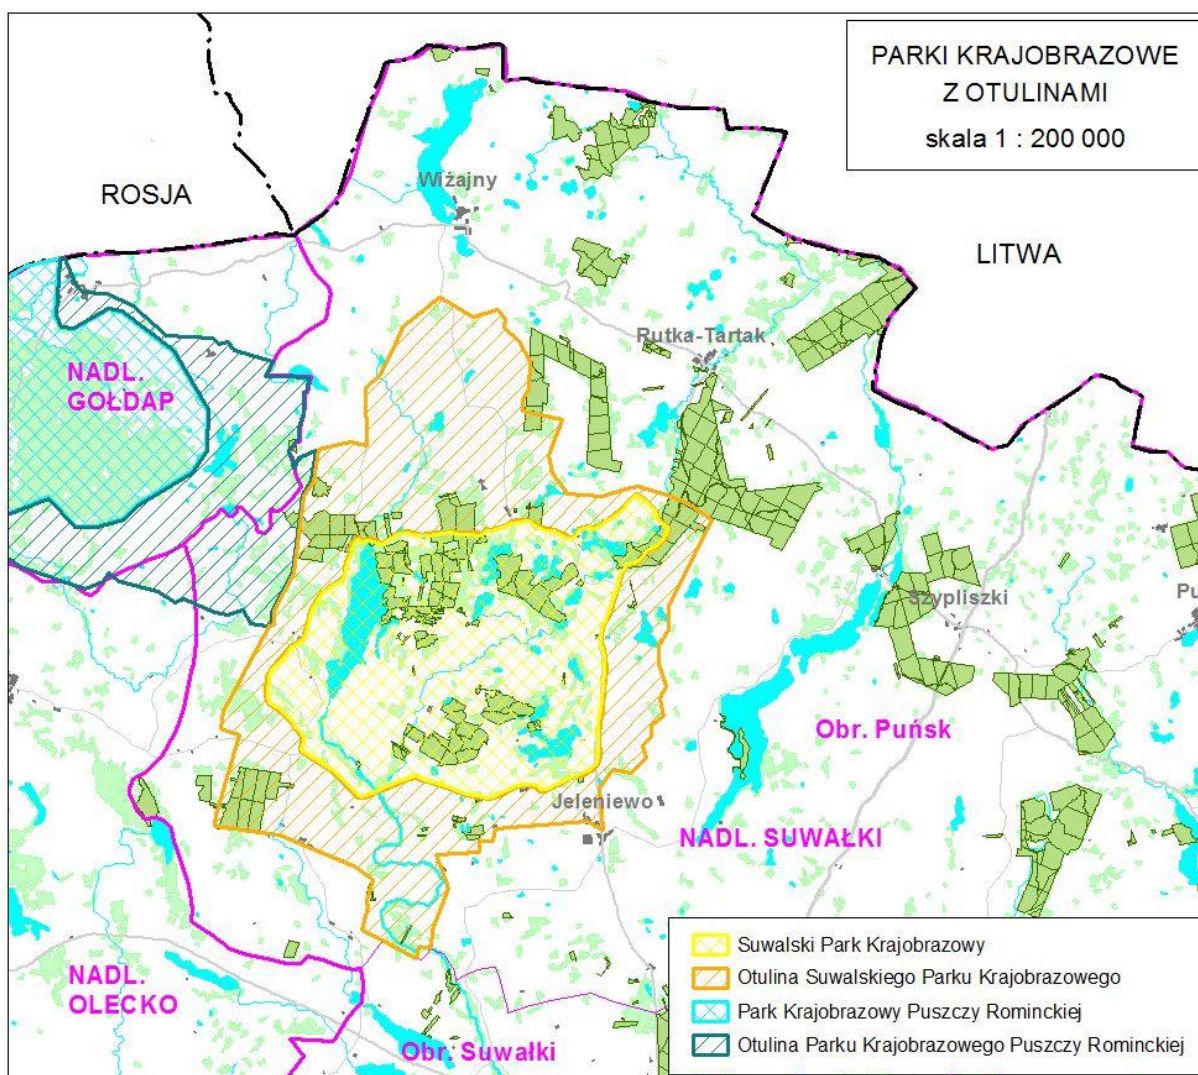 PARKI KRAJOBRAZOWE
Z OTULINAMI
skala 1 : 200 000
ROSJA
Wiżajny
LITWA
Rutka-Tartak
NADL.
GOŁDAP
Szypliszki
Pu
Obr. Puńsk
Jeleniewo
NADL. SUWAŁKI
NADL.
OLECKO
Obr. Suwałki
Suwalski Park Krajobrazowy
Otulina Suwalskiego Parku Krajobrazowego
Park Krajobrazowy Puszczy Rominckiej
Otulina Parku Krajobrazowego Puszczy Rominckiej